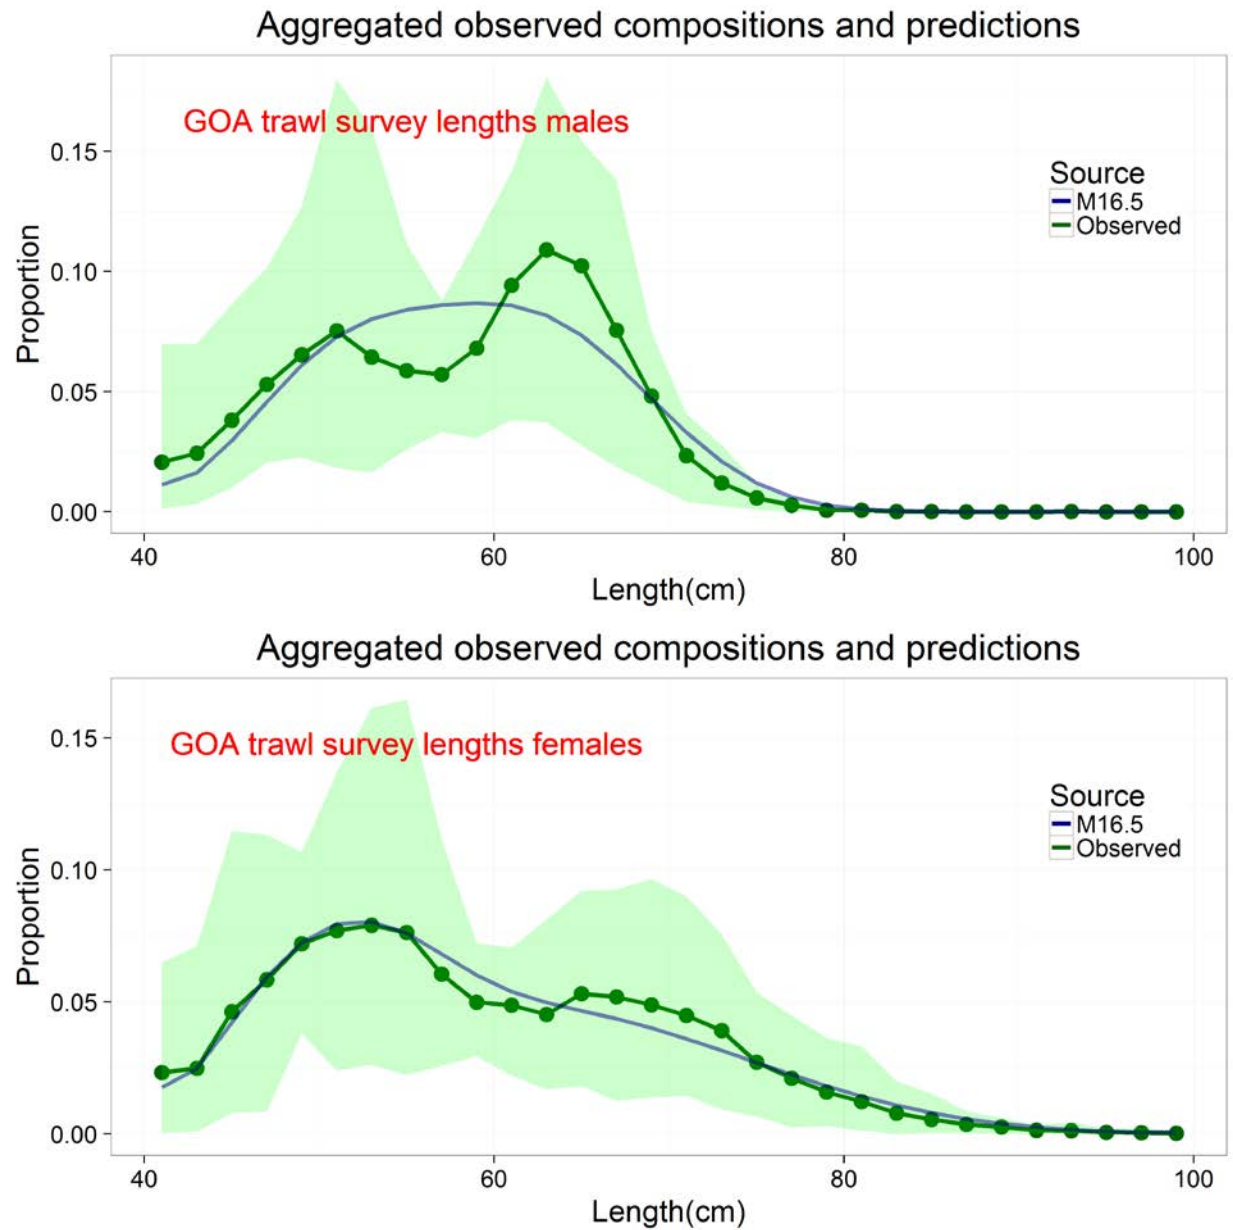 Aggregated observed compositions and predictions
GOA trawl survey lengths males
0.15
0.10
0.05
0.00
Proportion
Source
M16.5
Observed
40
60
80
100
Length(cm)
Aggregated observed compositions and predictions
GOA trawl survey lengths females
0.15
0.10
0.05
0.00
Proportion
Source
M16.5
Observed
40
60
80
100
Length(cm)